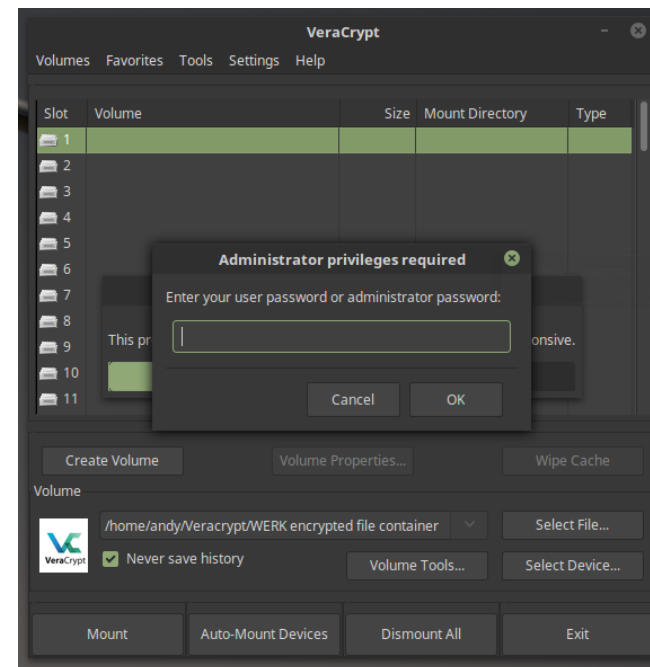 VeraCrypt
Volumes Favorites Tools Settings Help
Slot Volume Size Mount Directory Type
1
2
3
4
5
6
7
8
9
10
11
Administrator privileges required
Enter your user password or administrator password:
This pr onsive.
Cancel OK
Create Volume Volume Properties... Wipe Cache
Volume
/home/andy/Veracrypt/WERK encrypted file container Select File...
VeraCrypt Never save history Volume Tools... Select Device...
Mount Auto-Mount Devices Dismount All Exit